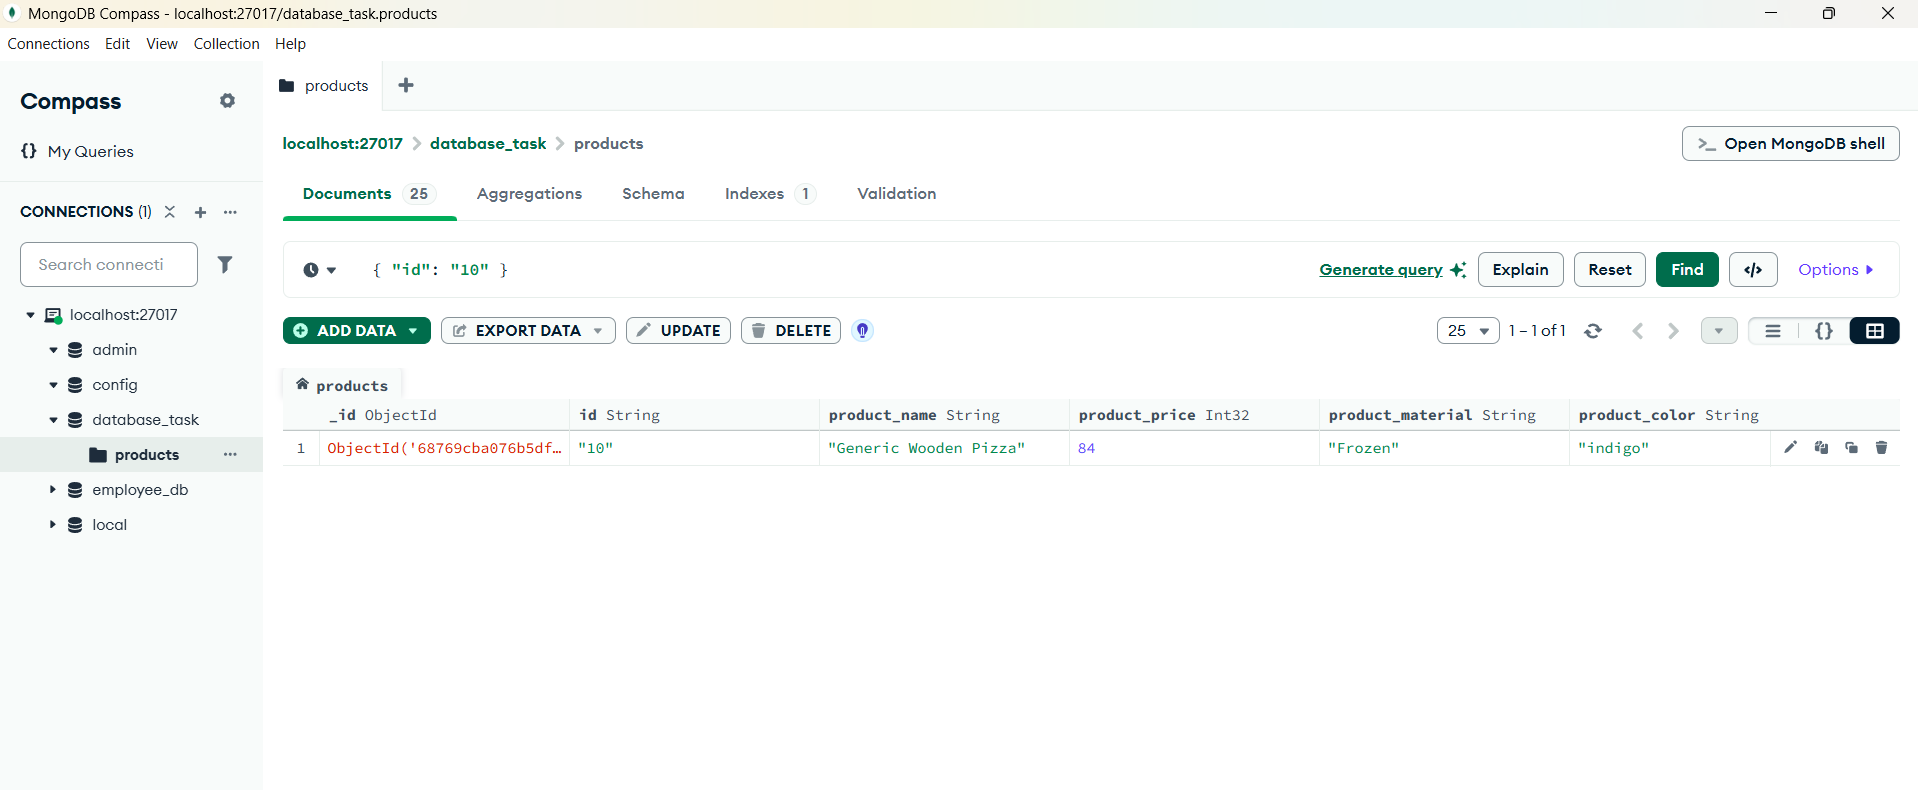 MongoDB Compass - localhost:27017/database_task.products
Connections Edit View Collection Help
Compass
My Queries
CONNECTIONS (1)
Search connecti
localhost:27017
admin
config
database_task
products
employee_db
local
products
localhost:27017 > database_task > products
>_ Open MongoDB shell
Documents 25 Aggregations Schema Indexes 1 Validation
{ "id": "10" }
Generate query Explain Reset Find </> Options
ADD DATA EXPORT DATA UPDATE DELETE
25 1 – 1 of 1 {}
products
_id ObjectId id String product_name String product_price Int32 product_material String product_color String
1 ObjectId('68769cba076b5df… "10" "Generic Wooden Pizza" 84 "Frozen" "indigo"